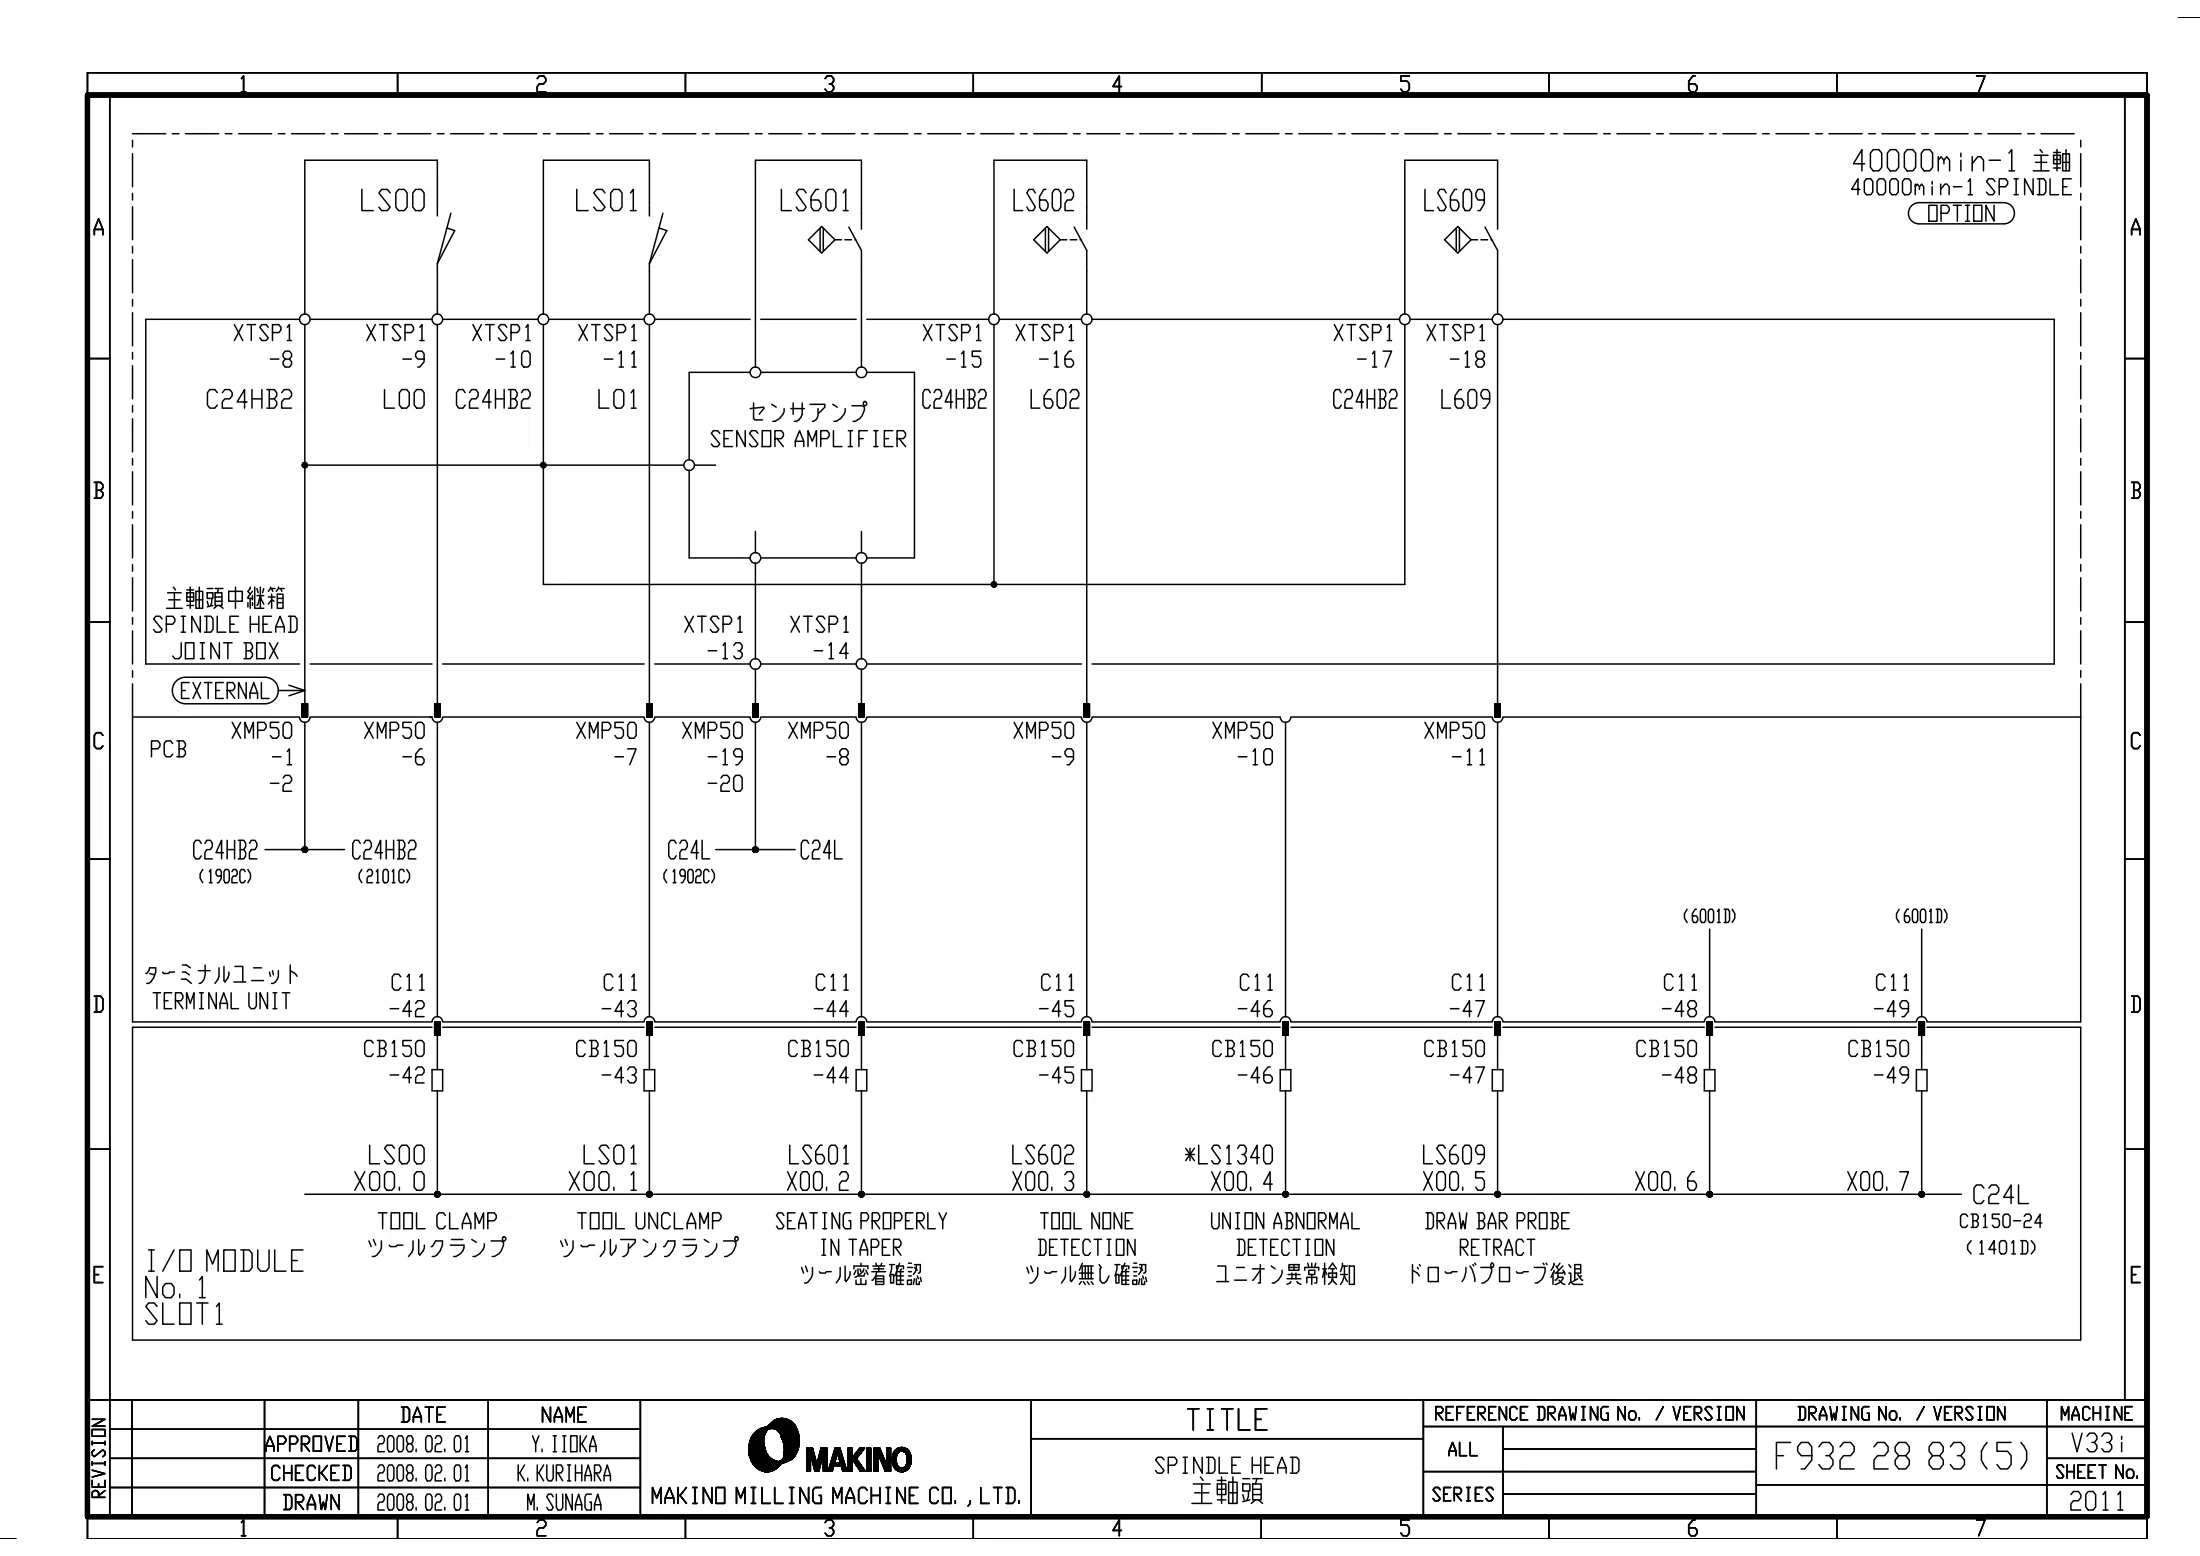 1 2 3 4 5 6 7
40000min-1 主軸
40000min-1 SPINDLE
OPTION
LS00 LS01 LS601 LS602 LS609
A A
XTSP1 XTSP1 XTSP1 XTSP1 XTSP1 XTSP1 XTSP1 XTSP1
-8 -9 -10 -11 -15 -16 -17 -18
C24HB2 L00 C24HB2 L01 C24HB2 L602 C24HB2 L609
センサアンプ
SENSOR AMPLIFIER
B B
主軸頭中継箱
SPINDLE HEAD
JOINT BOX
XTSP1 XTSP1
-13 -14
EXTERNAL
C C
PCB
XMP50 XMP50 XMP50 XMP50 XMP50 XMP50 XMP50 XMP50
-1 -6 -7 -19 -8 -9 -10 -11
-2 -20
C24HB2 C24HB2 C24L C24L
(1902C) (2101C) (1902C)
(6001D) (6001D)
ターミナルユニット
TERMINAL UNIT
D D
C11 C11 C11 C11 C11 C11 C11 C11
-42 -43 -44 -45 -46 -47 -48 -49
CB150 CB150 CB150 CB150 CB150 CB150 CB150 CB150
-42 -43 -44 -45 -46 -47 -48 -49
LS00 LS01 LS601 LS602 *LS1340 LS609
X00.0 X00.1 X00.2 X00.3 X00.4 X00.5 X00.6 X00.7
C24L
CB150-24
(1401D)
TOOL CLAMP
ツールクランプ
TOOL UNCLAMP
ツールアンクランプ
SEATING PROPERLY
IN TAPER
ツール密着確認
TOOL NONE
DETECTION
ツール無し確認
UNION ABNORMAL
DETECTION
ユニオン異常検知
DRAW BAR PROBE
RETRACT
ドローバプローブ後退
E E
I/O MODULE
No.1
SLOT1
REVISION
DATE NAME
APPROVED 2008.02.01 Y.IIOKA
CHECKED 2008.02.01 K.KURIHARA
DRAWN 2008.02.01 M.SUNAGA
MAKINO
MAKINO MILLING MACHINE CO.,LTD.
TITLE
SPINDLE HEAD
主軸頭
REFERENCE DRAWING No. / VERSION
ALL
SERIES
DRAWING No. / VERSION
F932 28 83(5)
MACHINE
V33i
SHEET No.
2011
1 2 3 4 5 6 7